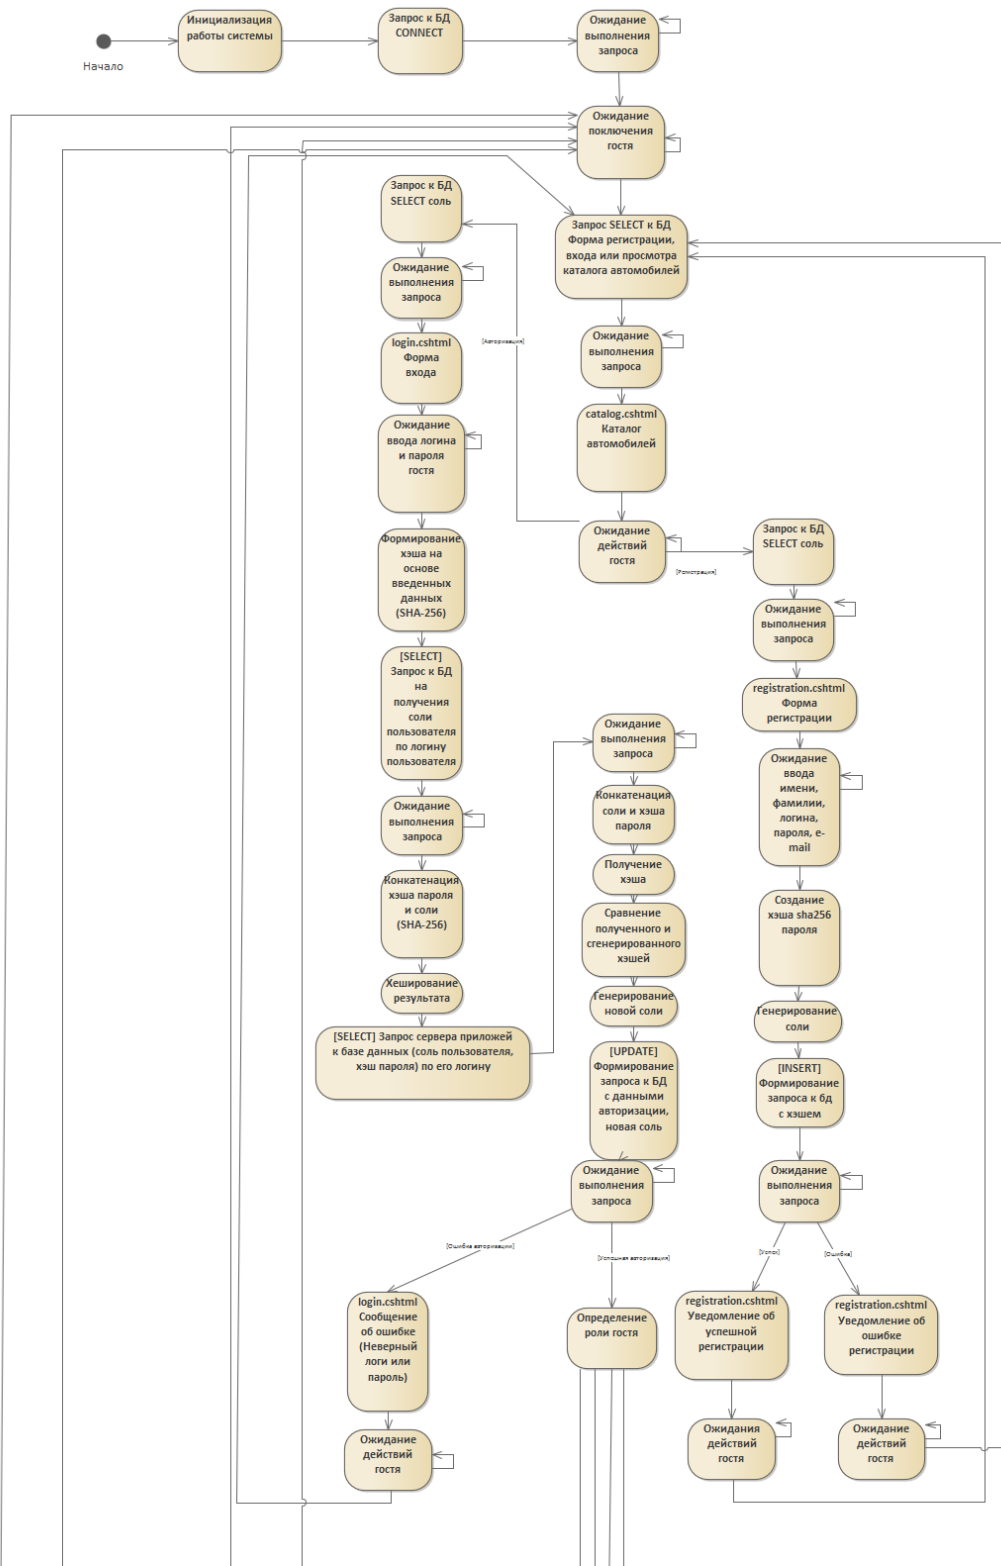 Начало
Инициализация
работы системы
Запрос к БД
CONNECT
Ожидание
выполнения
запроса
Ожидание
поключения
гостя
Запрос SELECT к БД
Форма регистрации,
входа или просмотра
каталога автомобилей
Ожидание
выполнения
запроса
catalog.cshtml
Каталог
автомобилей
Ожидание
действий
гостя
[Авторизация]
Запрос к БД
SELECT соль
Ожидание
выполнения
запроса
login.cshtml
Форма
входа
Ожидание
ввода логина
и пароля
гостя
Формирование
хэша на
основе
введенных
данных
(SHA-256)
[SELECT]
Запрос к БД
на
получения
соли
пользователя
по логину
пользователя
Ожидание
выполнения
запроса
Конкатенация
хэша пароля
и соли
(SHA-256)
Хеширование
результата
[SELECT] Запрос сервера приложей
к базе данных (соль пользователя,
хэш пароля) по его логину
Ожидание
выполнения
запроса
Конкатенация
соли и хэша
пароля
Получение
хэша
Сравнение
полученного и
сгенерированного
хэшей
Генерирование
новой соли
[UPDATE]
Формирование
запроса к БД
с данными
авторизации,
новая соль
Ожидание
выполнения
запроса
[Ошибка авторизации]
[Успешная авторизация]
login.cshtml
Сообщение
об ошибке
(Неверный
логи или
пароль)
Ожидание
действий
гостя
Определение
роли гостя
[Регистрация]
Запрос к БД
SELECT соль
Ожидание
выполнения
запроса
registration.cshtml
Форма
регистрации
Ожидание
ввода
имени,
фамилии,
логина,
пароля, e-
mail
Создание
хэша sha256
пароля
Генерирование
соли
[INSERT]
Формирование
запроса к бд
с хэшем
Ожидание
выполнения
запроса
[Успех]
[Ошибка]
registration.cshtml
Уведомление об
успешной
регистрации
registration.cshtml
Уведомление об
ошибке
регистрации
Ожидания
действий
гостя
Ожидание
действий
гостя